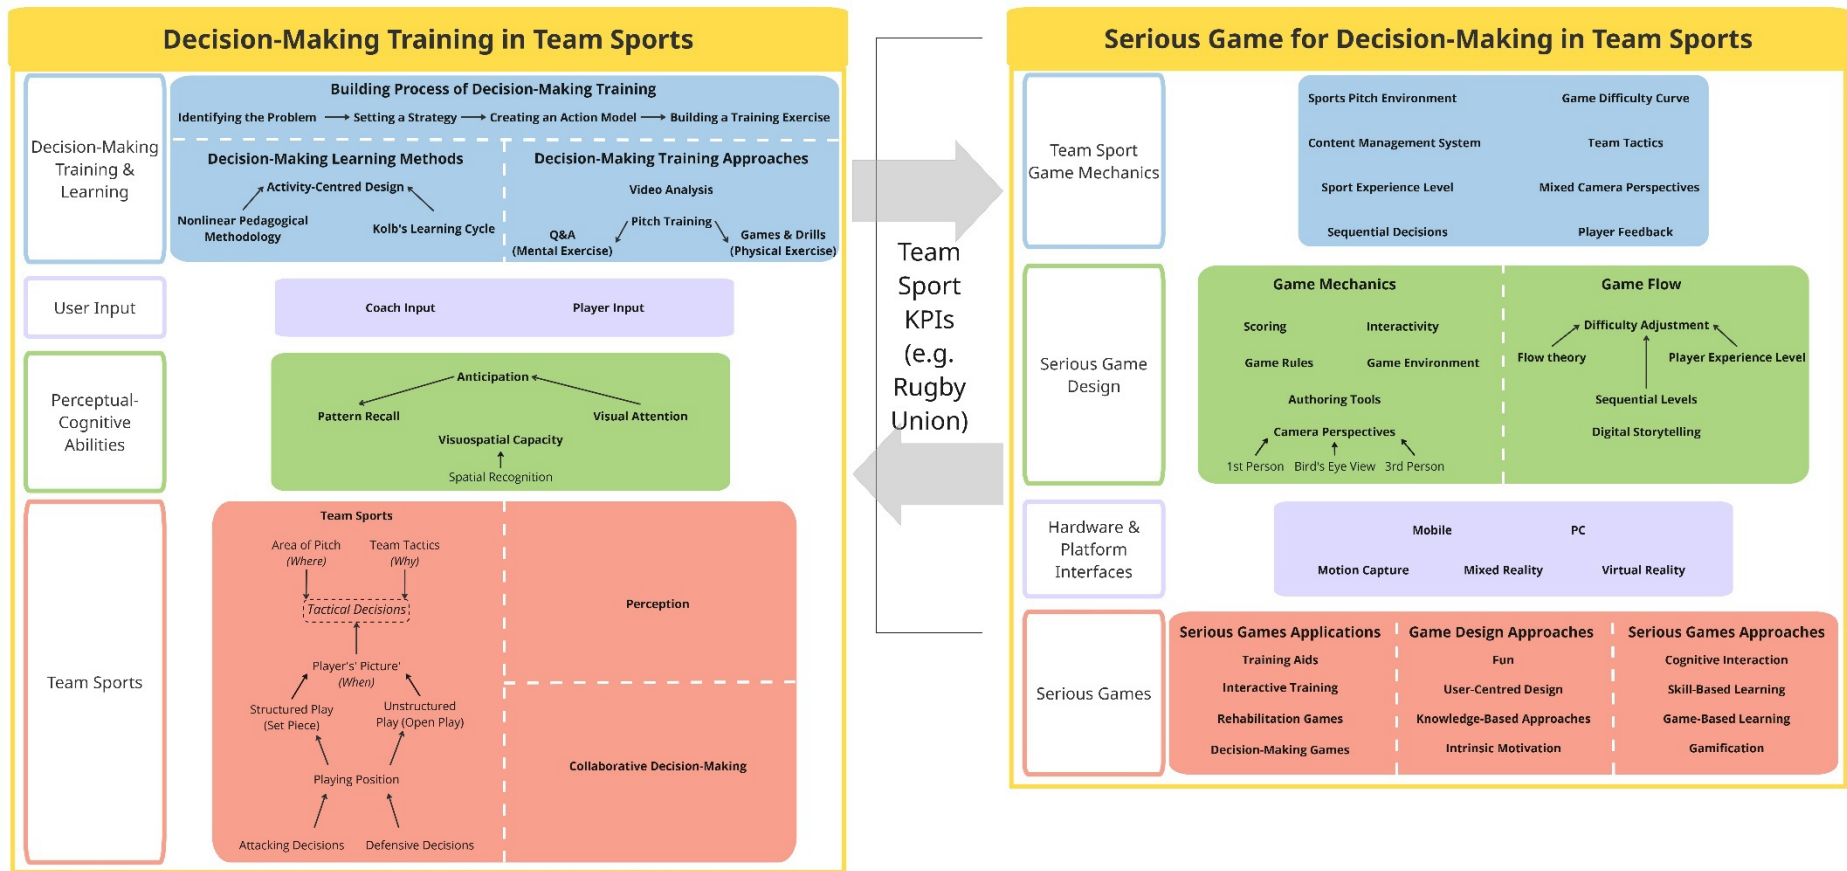 Decision-Making Training in Team Sports
Decision-Making
Training &
Learning
Building Process of Decision-Making Training
Identifying the Problem
Setting a Strategy
Creating an Action Model
Building a Training Exercise
Decision-Making Learning Methods
Activity-Centred Design
Nonlinear Pedagogical
Methodology
Kolb's Learning Cycle
Decision-Making Training Approaches
Video Analysis
Pitch Training
Q&A
(Mental Exercise)
Games & Drills
(Physical Exercise)
User Input
Coach Input
Player Input
Perceptual-
Cognitive
Abilities
Anticipation
Pattern Recall
Visual Attention
Visuospatial Capacity
Spatial Recognition
Team Sports
Team Sports
Area of Pitch
(Where)
Team Tactics
(Why)
Tactical Decisions
Player's' Picture'
(When)
Structured Play
(Set Piece)
Unstructured
Play (Open Play)
Playing Position
Attacking Decisions
Defensive Decisions
Perception
Collaborative Decision-Making
Team
Sport
KPIs
(e.g.
Rugby
Union)
Serious Game for Decision-Making in Team Sports
Team Sport
Game Mechanics
Sports Pitch Environment
Game Difficulty Curve
Content Management System
Team Tactics
Sport Experience Level
Mixed Camera Perspectives
Sequential Decisions
Player Feedback
Serious Game
Design
Game Mechanics
Scoring
Interactivity
Game Rules
Game Environment
Authoring Tools
Camera Perspectives
1st Person
Bird's Eye View
3rd Person
Game Flow
Difficulty Adjustment
Flow theory
Player Experience Level
Sequential Levels
Digital Storytelling
Hardware &
Platform
Interfaces
Mobile
PC
Motion Capture
Mixed Reality
Virtual Reality
Serious Games
Serious Games Applications
Training Aids
Interactive Training
Rehabilitation Games
Decision-Making Games
Game Design Approaches
Fun
User-Centred Design
Knowledge-Based Approaches
Intrinsic Motivation
Serious Games Approaches
Cognitive Interaction
Skill-Based Learning
Game-Based Learning
Gamification